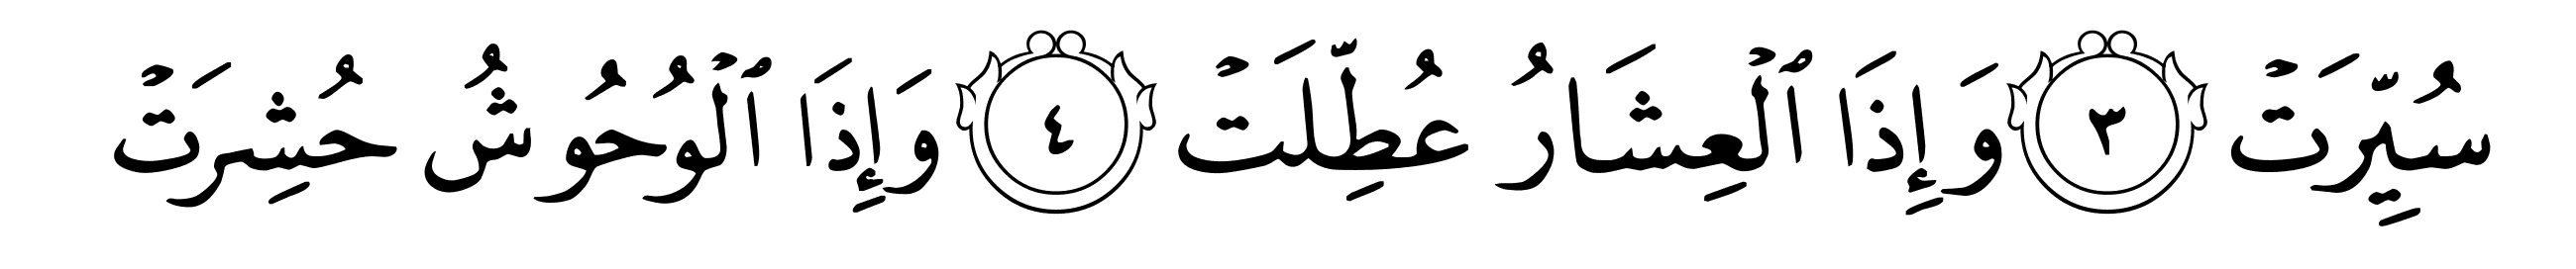 سُيِّرَتۡ ٣ وَإِذَا ٱلۡعِشَارُ عُطِّلَتۡ ٤ وَإِذَا ٱلۡوُحُوشُ حُشِرَتۡ